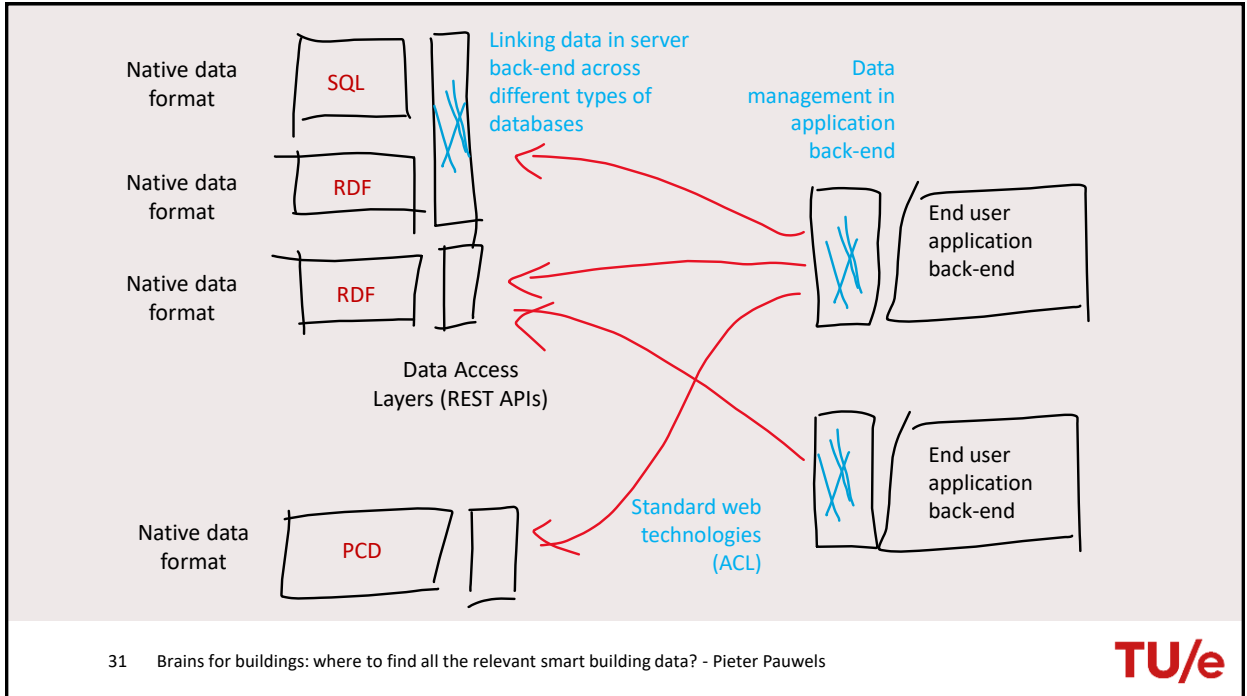 Native data
format
SQL
Linking data in server
back-end across
different types of
databases
Data
management in
application
back-end
Native data
format
RDF
Native data
format
RDF
End user
application
back-end
Data Access
Layers (REST APIs)
End user
application
back-end
Standard web
technologies
(ACL)
Native data
format
PCD
31 Brains for buildings: where to find all the relevant smart building data? - Pieter Pauwels
TU/e